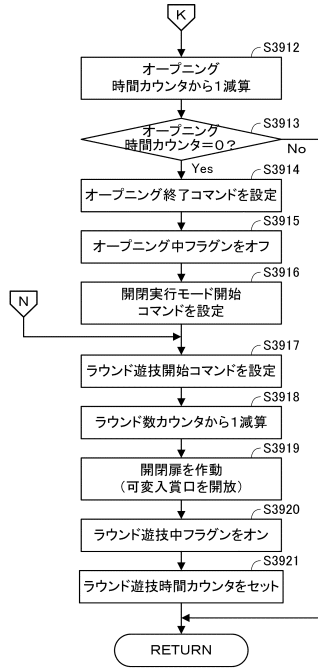 K
S3912
オープニング
時間カウンタから1減算
S3913
オープニング
時間カウンタ=0?
No
Yes
S3914
オープニング終了コマンドを設定
S3915
オープニング中フラグンをオフ
S3916
開閉実行モード開始
コマンドを設定
N
S3917
ラウンド遊技開始コマンドを設定
S3918
ラウンド数カウンタから1減算
S3919
開閉扉を作動
(可変入賞口を開放)
S3920
ラウンド遊技中フラグンをオン
S3921
ラウンド遊技時間カウンタをセット
RETURN